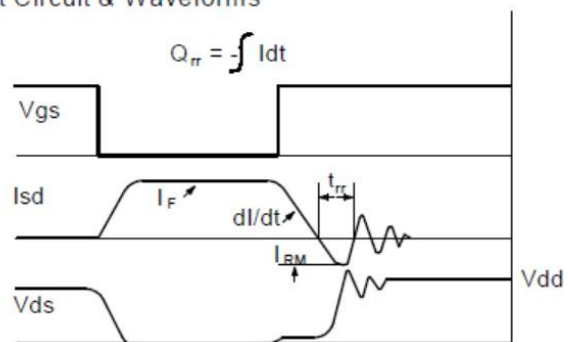 t Circuit & Waveforms
Qrr = -∫ Idt
Vgs
Isd
IF
dI/dt
trr
IRM
Vds
Vdd